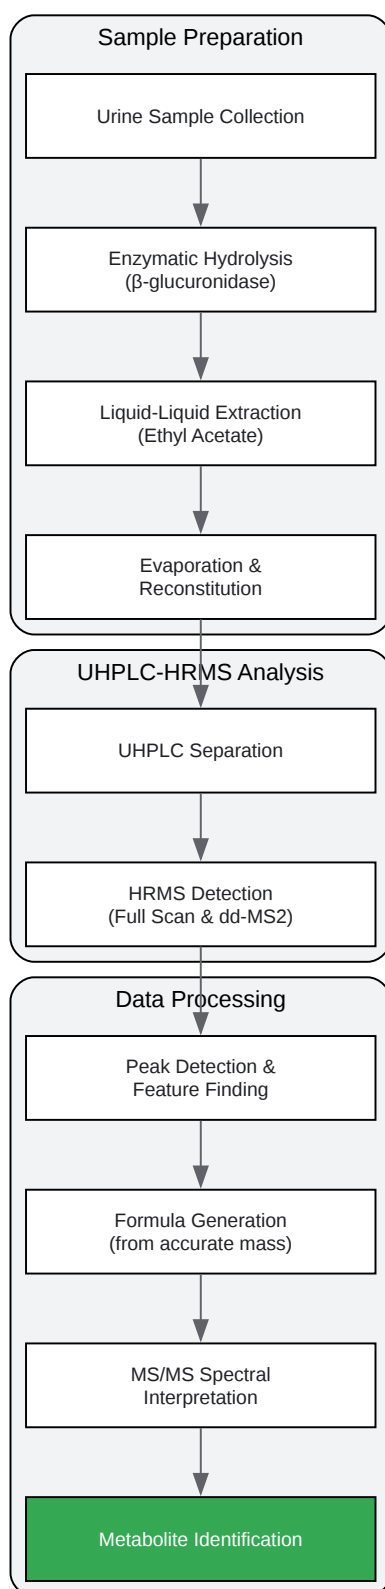 Sample Preparation
Urine Sample Collection
Enzymatic Hydrolysis
(β-glucuronidase)
Liquid-Liquid Extraction
(Ethyl Acetate)
Evaporation &
Reconstitution
UHPLC-HRMS Analysis
UHPLC Separation
HRMS Detection
(Full Scan & dd-MS2)
Data Processing
Peak Detection &
Feature Finding
Formula Generation
(from accurate mass)
MS/MS Spectral
Interpretation
Metabolite Identification